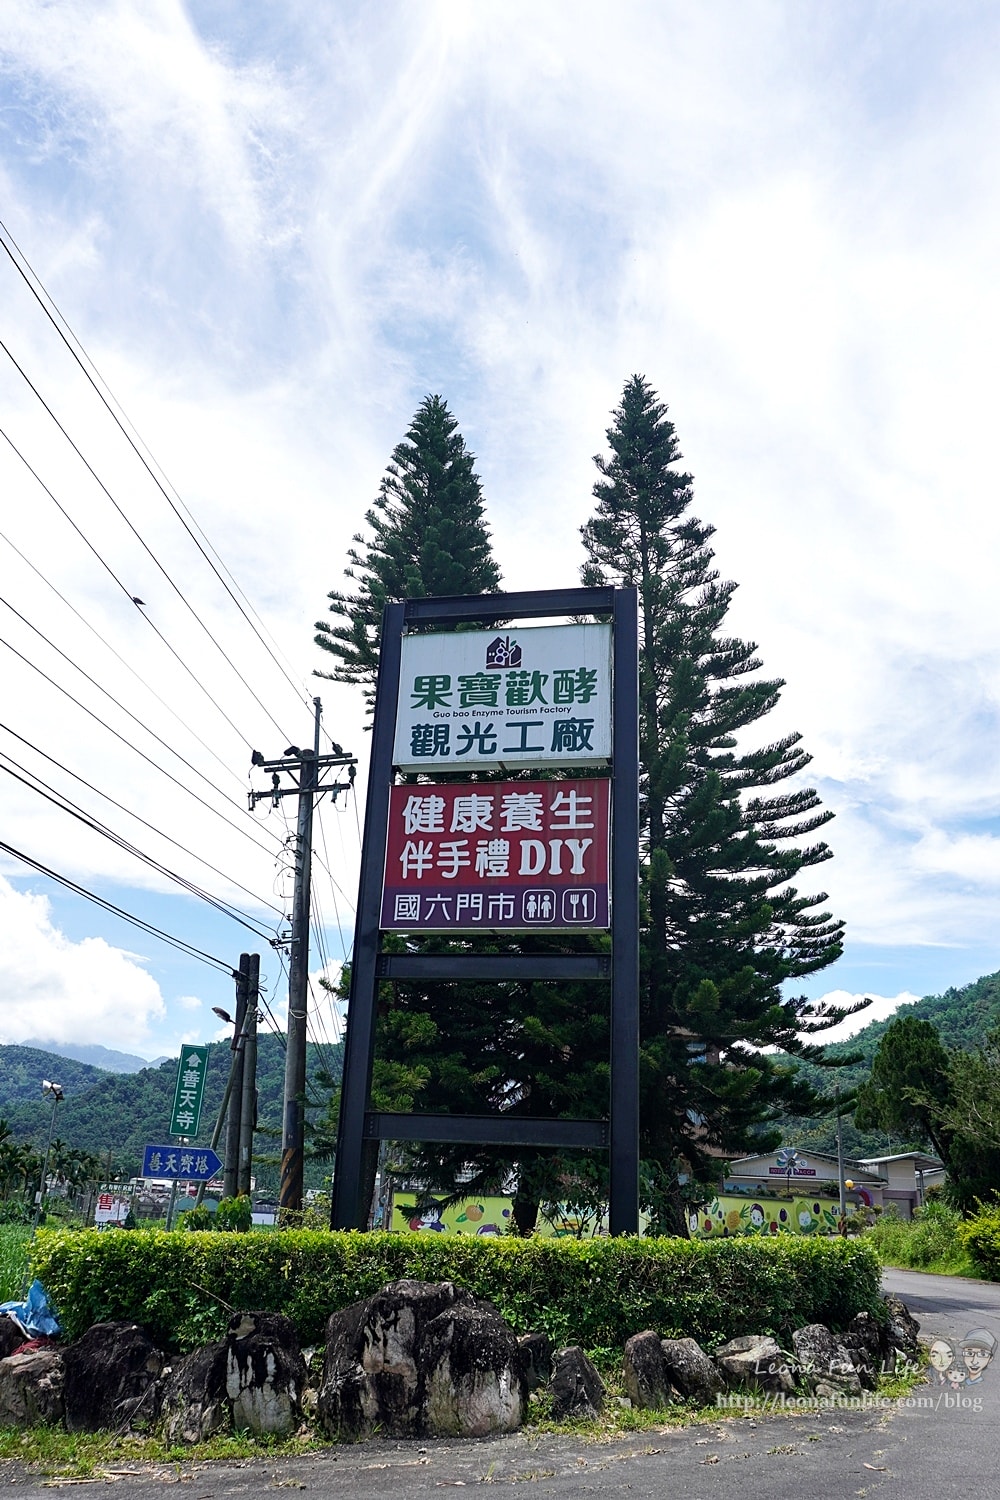 果寶歡酵
Guo bao Enzyme Tourism Factory
觀光工廠
健康養生
伴手禮DIY
國六門市
善天寺
善天齊塔
售
Leona Fun Life
http://leonafunlife.com/blog